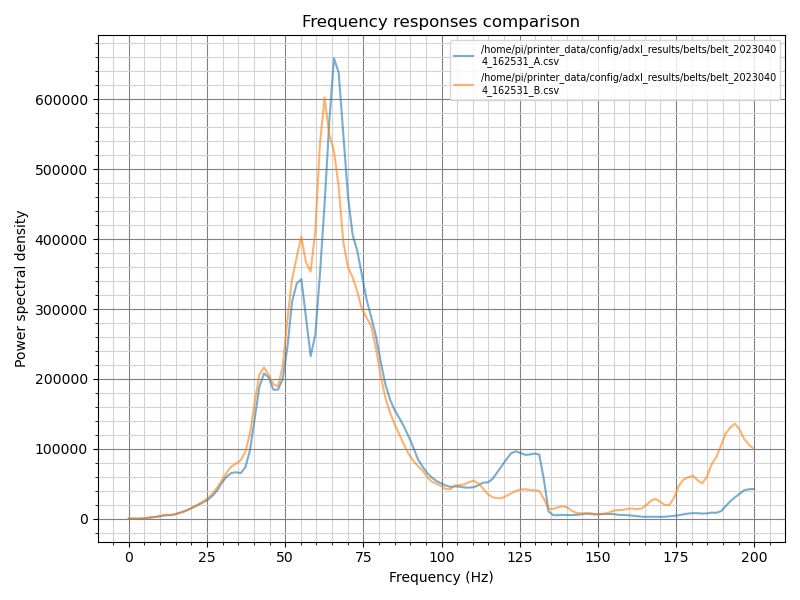 Frequency responses comparison
/home/pi/printer_data/config/adxl_results/belts/belt_2023040
4_162531_A.csv
/home/pi/printer_data/config/adxl_results/belts/belt_2023040
4_162531_B.csv
Power spectral density
600000
500000
400000
300000
200000
100000
0
0 25 50 75 100 125 150 175 200
Frequency (Hz)